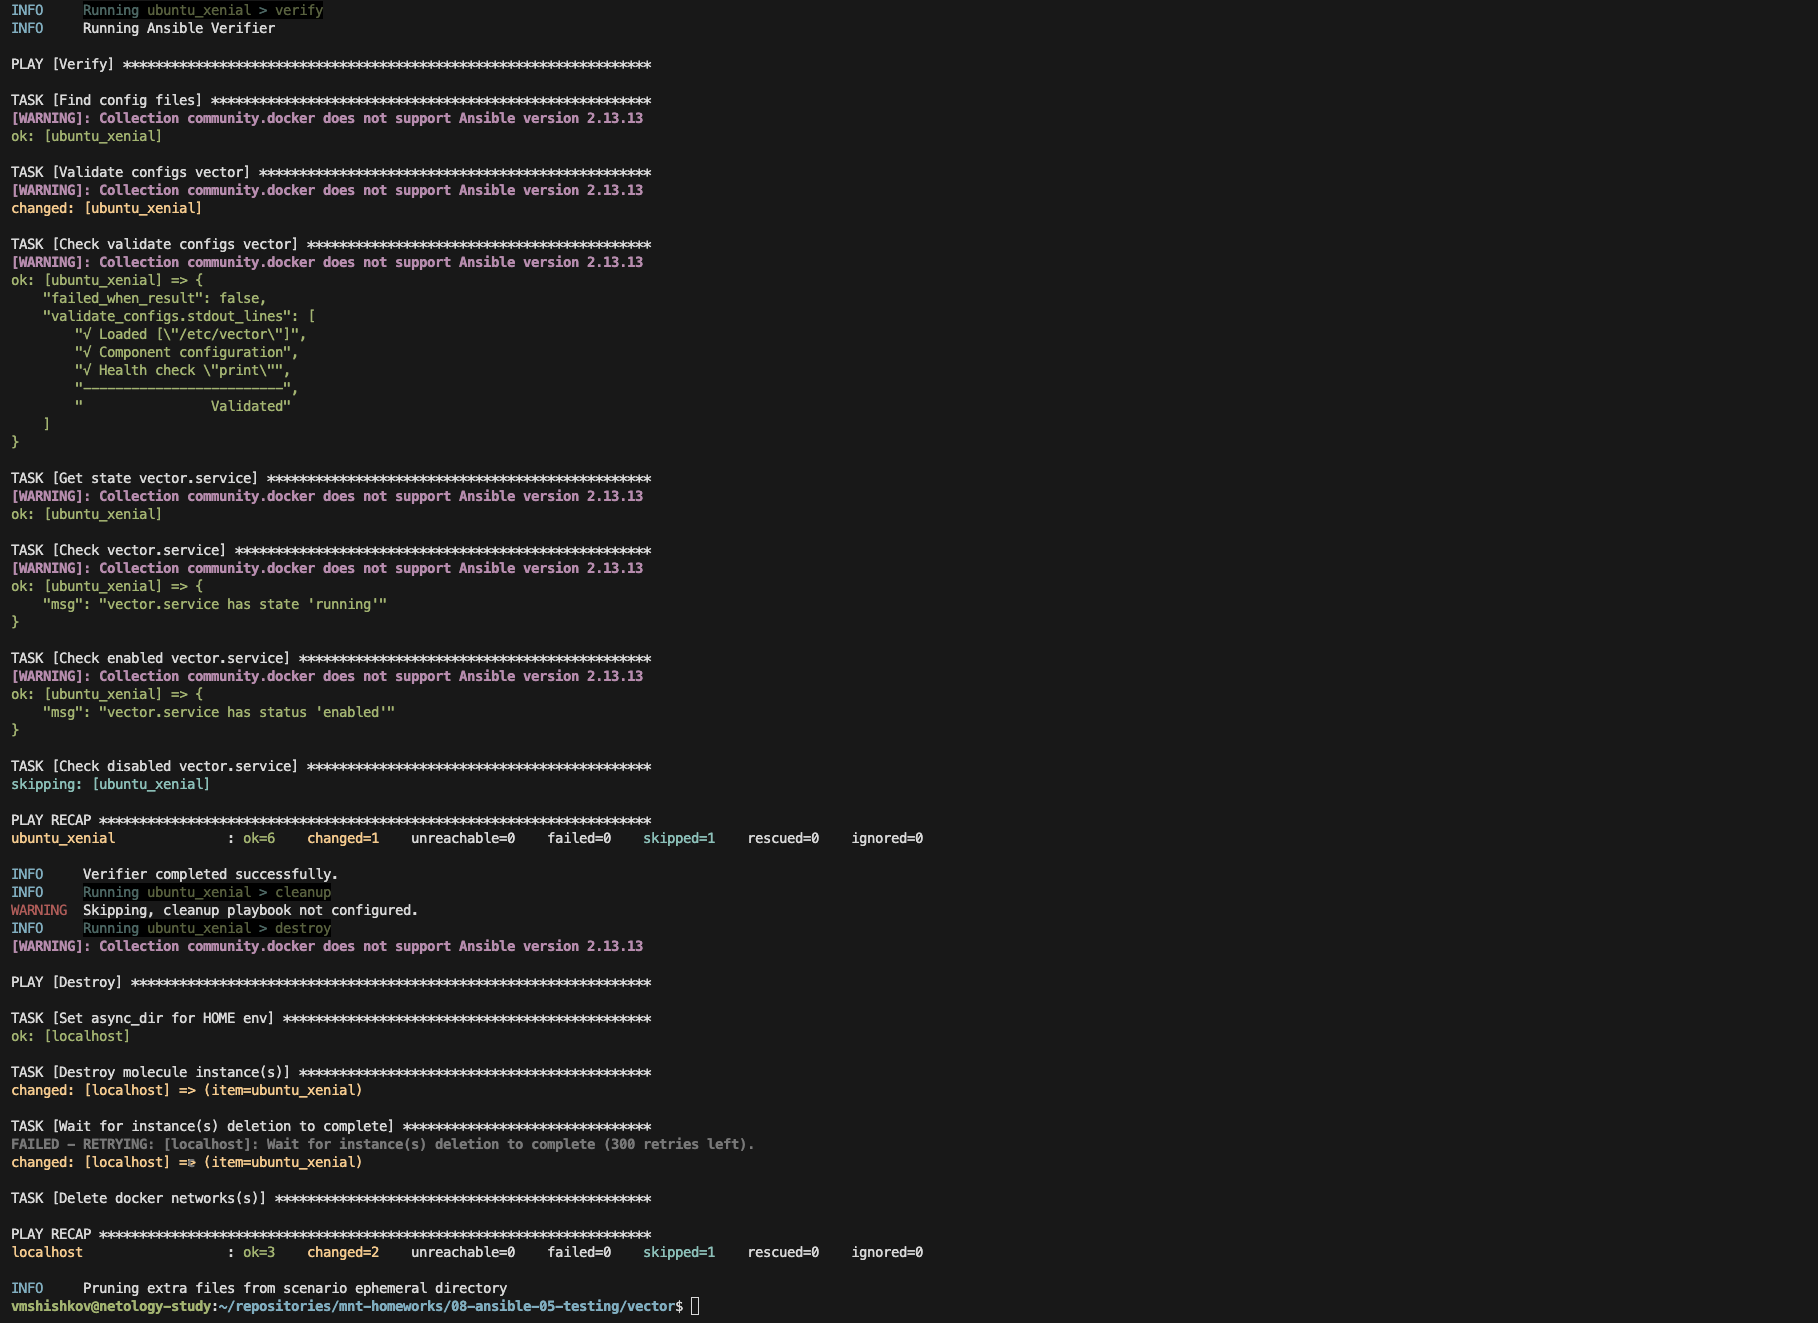 INFO     Running ubuntu_xenial > verify
INFO     Running Ansible Verifier

PLAY [Verify] ******************************************************************

TASK [Find config files] *******************************************************
[WARNING]: Collection community.docker does not support Ansible version 2.13.13
ok: [ubuntu_xenial]

TASK [Validate configs vector] *************************************************
[WARNING]: Collection community.docker does not support Ansible version 2.13.13
changed: [ubuntu_xenial]

TASK [Check validate configs vector] *******************************************
[WARNING]: Collection community.docker does not support Ansible version 2.13.13
ok: [ubuntu_xenial] => {
    "failed_when_result": false,
    "validate_configs.stdout_lines": [
        "√ Loaded [\"/etc/vector\"]",
        "√ Component configuration",
        "√ Health check \"print\"",
        "-------------------------",
        "                Validated"
    ]
}

TASK [Get state vector.service] ************************************************
[WARNING]: Collection community.docker does not support Ansible version 2.13.13
ok: [ubuntu_xenial]

TASK [Check vector.service] ****************************************************
[WARNING]: Collection community.docker does not support Ansible version 2.13.13
ok: [ubuntu_xenial] => {
    "msg": "vector.service has state 'running'"
}

TASK [Check enabled vector.service] ********************************************
[WARNING]: Collection community.docker does not support Ansible version 2.13.13
ok: [ubuntu_xenial] => {
    "msg": "vector.service has status 'enabled'"
}

TASK [Check disabled vector.service] *******************************************
skipping: [ubuntu_xenial]

PLAY RECAP *********************************************************************
ubuntu_xenial              : ok=6    changed=1    unreachable=0    failed=0    skipped=1    rescued=0    ignored=0

INFO     Verifier completed successfully.
INFO     Running ubuntu_xenial > cleanup
WARNING  Skipping, cleanup playbook not configured.
INFO     Running ubuntu_xenial > destroy
[WARNING]: Collection community.docker does not support Ansible version 2.13.13

PLAY [Destroy] *****************************************************************

TASK [Set async_dir for HOME env] **********************************************
ok: [localhost]

TASK [Destroy molecule instance(s)] ********************************************
changed: [localhost] => (item=ubuntu_xenial)

TASK [Wait for instance(s) deletion to complete] *******************************
FAILED - RETRYING: [localhost]: Wait for instance(s) deletion to complete (300 retries left).
changed: [localhost] => (item=ubuntu_xenial)

TASK [Delete docker networks(s)] ***********************************************

PLAY RECAP *********************************************************************
localhost                  : ok=3    changed=2    unreachable=0    failed=0    skipped=1    rescued=0    ignored=0

INFO     Pruning extra files from scenario ephemeral directory
vmshishkov@netology-study:~/repositories/mnt-homeworks/08-ansible-05-testing/vector$